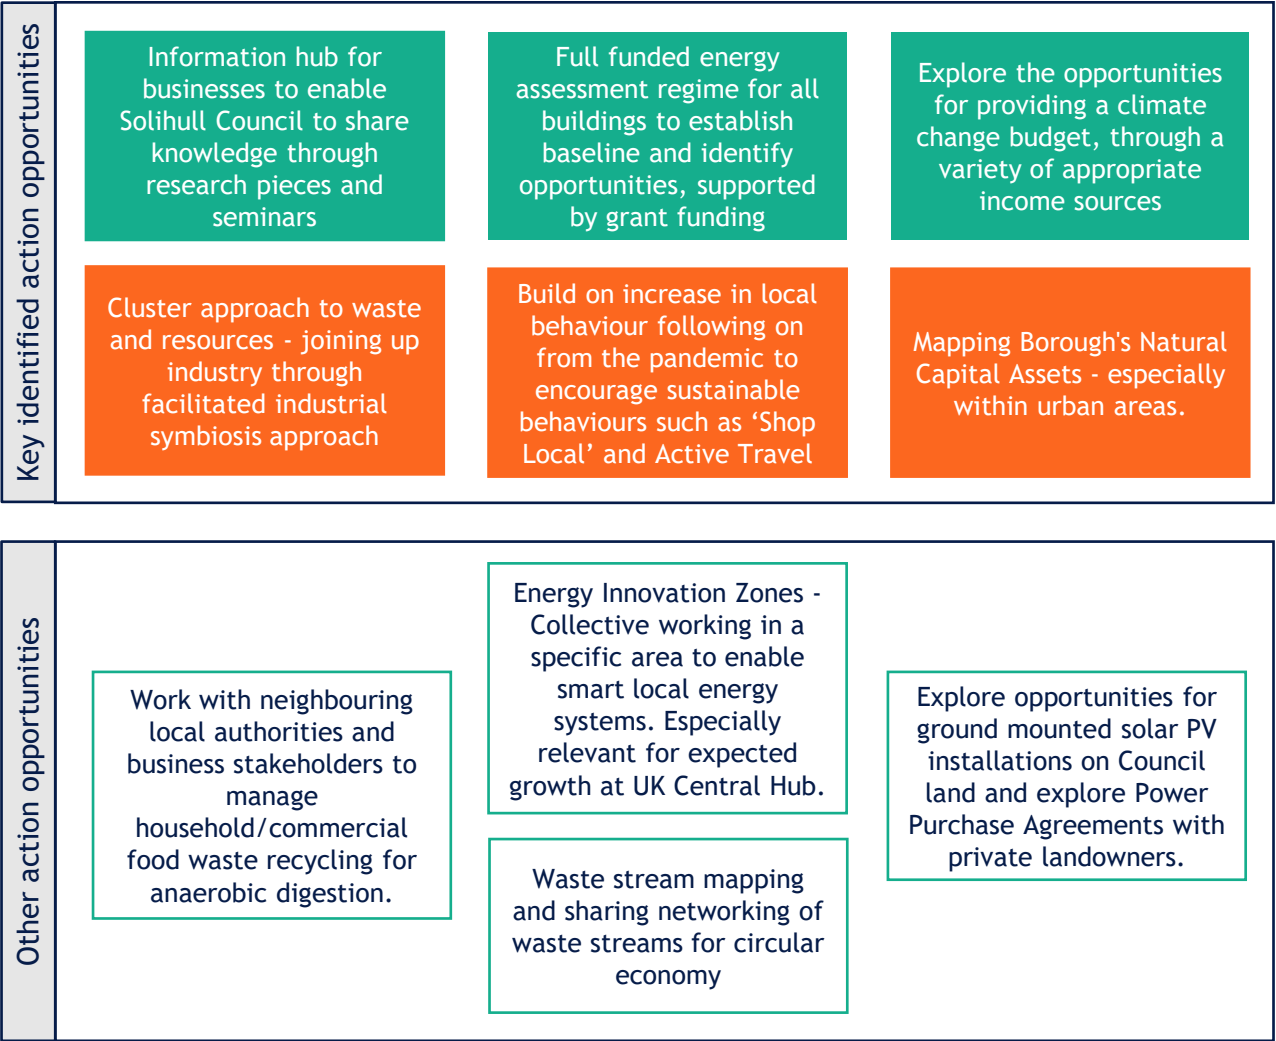 Key identified action opportunities
Information hub for
businesses to enable
Solihull Council to share
knowledge through
research pieces and
seminars
Full funded energy
assessment regime for all
buildings to establish
baseline and identify
opportunities, supported
by grant funding
Explore the opportunities
for providing a climate
change budget, through a
variety of appropriate
income sources
Cluster approach to waste
and resources - joining up
industry through
facilitated industrial
symbiosis approach
Build on increase in local
behaviour following on
from the pandemic to
encourage sustainable
behaviours such as ‘Shop
Local’ and Active Travel
Mapping Borough's Natural
Capital Assets - especially
within urban areas.
Other action opportunities
Work with neighbouring
local authorities and
business stakeholders to
manage
household/commercial
food waste recycling for
anaerobic digestion.
Energy Innovation Zones -
Collective working in a
specific area to enable
smart local energy
systems. Especially
relevant for expected
growth at UK Central Hub.
Waste stream mapping
and sharing networking of
waste streams for circular
economy
Explore opportunities for
ground mounted solar PV
installations on Council
land and explore Power
Purchase Agreements with
private landowners.